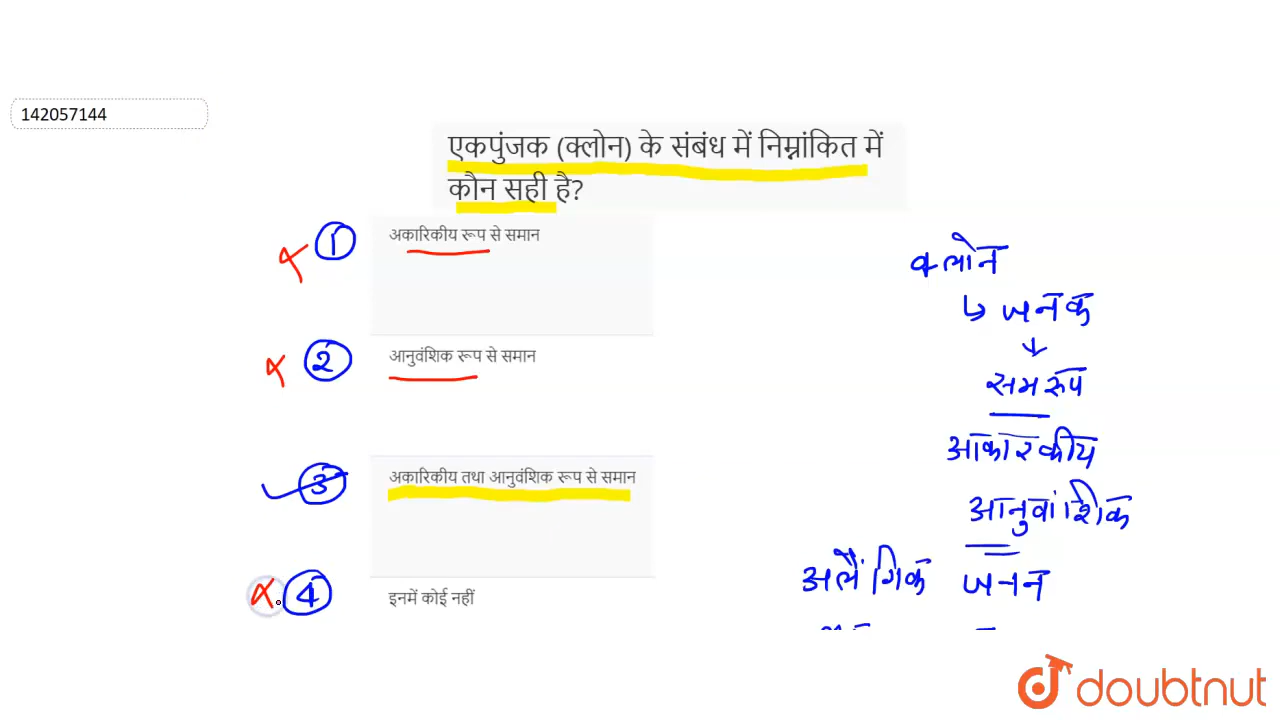 142057144
एकपुंजक (क्लोन) के संबंध में निम्नांकित में
कौन सही है?
1
अकारिकीय रूप से समान
2
आनुवंशिक रूप से समान
3
अकारिकीय तथा आनुवंशिक रूप से समान
4
इनमें कोई नहीं
क्लोन
↳ जनक
↓
समरूप
आकारकीय
आनुवांशिक
अलैंगिक जनन
doubtnut